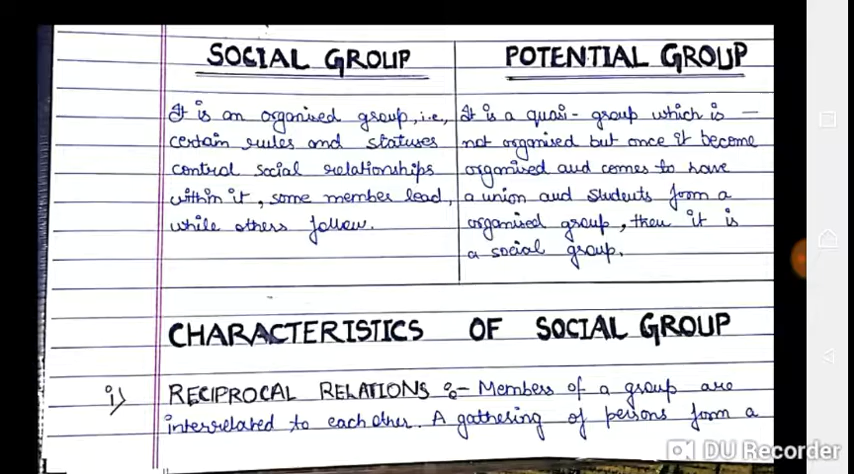 SOCIAL GROUP
It is an organised group, i.e.,
certain rules and statuses
control social relationships
within it, some member lead,
while others follow.
POTENTIAL GROUP
It is a quasi-group which is -
not organised but once it become
organised and comes to have
a union and students form a
organised group, then it is
a social group.
CHARACTERISTICS OF SOCIAL GROUP
i) RECIPROCAL RELATIONS :- Members of a group are
interrelated to each other. A gathering of persons form a
DU Recorder